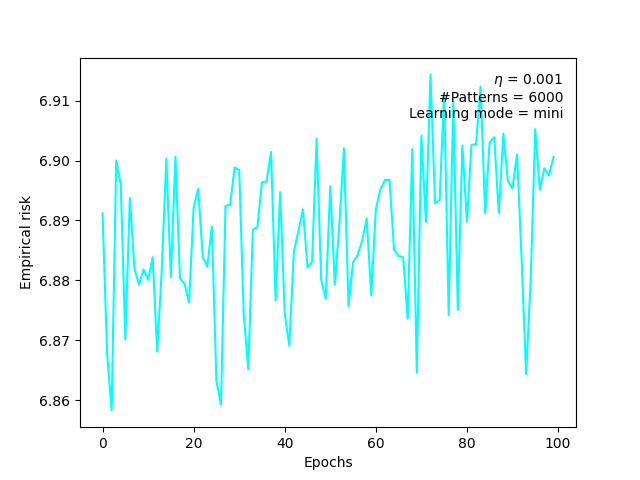 η = 0.001
#Patterns = 6000
Learning mode = mini
6.91
6.90
6.89
6.88
6.87
6.86
Empirical risk
0 20 40 60 80 100
Epochs